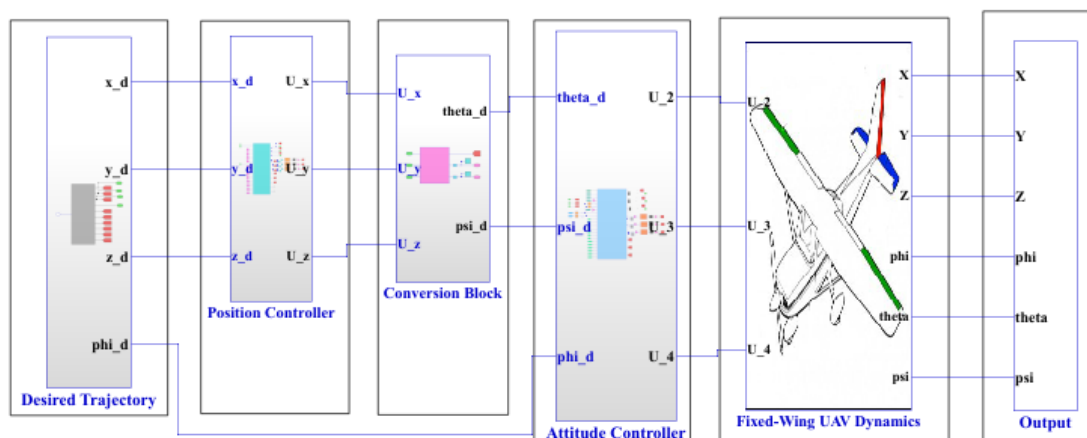 x_d
y_d
z_d
phi_d
Desired Trajectory
x_d
U_x
y_d
U_y
z_d
U_z
Position Controller
U_x
theta_d
U_y
psi_d
U_z
Conversion Block
theta_d
U_2
psi_d
U_3
phi_d
U_4
Attitude Controller
U_2
X
Y
Z
U_3
phi
theta
U_4
psi
Fixed-Wing UAV Dynamics
X
Y
Z
phi
theta
psi
Output